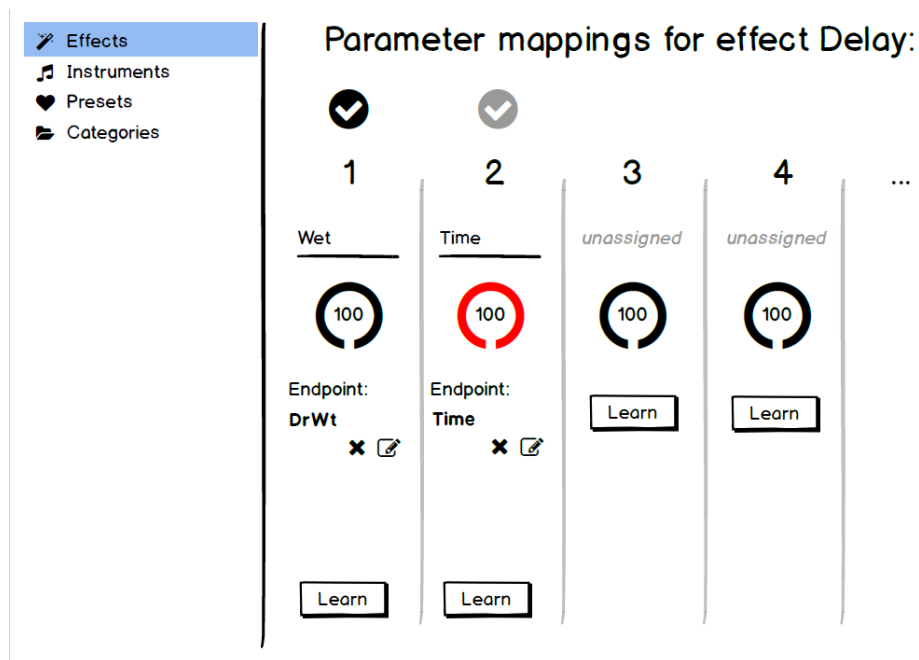 Effects
Instruments
Presets
Categories
Parameter mappings for effect Delay:
1 2 3 4 ...
Wet Time unassigned unassigned
100 100 100 100
Endpoint: Endpoint:
DrWt Time
Learn Learn
Learn Learn